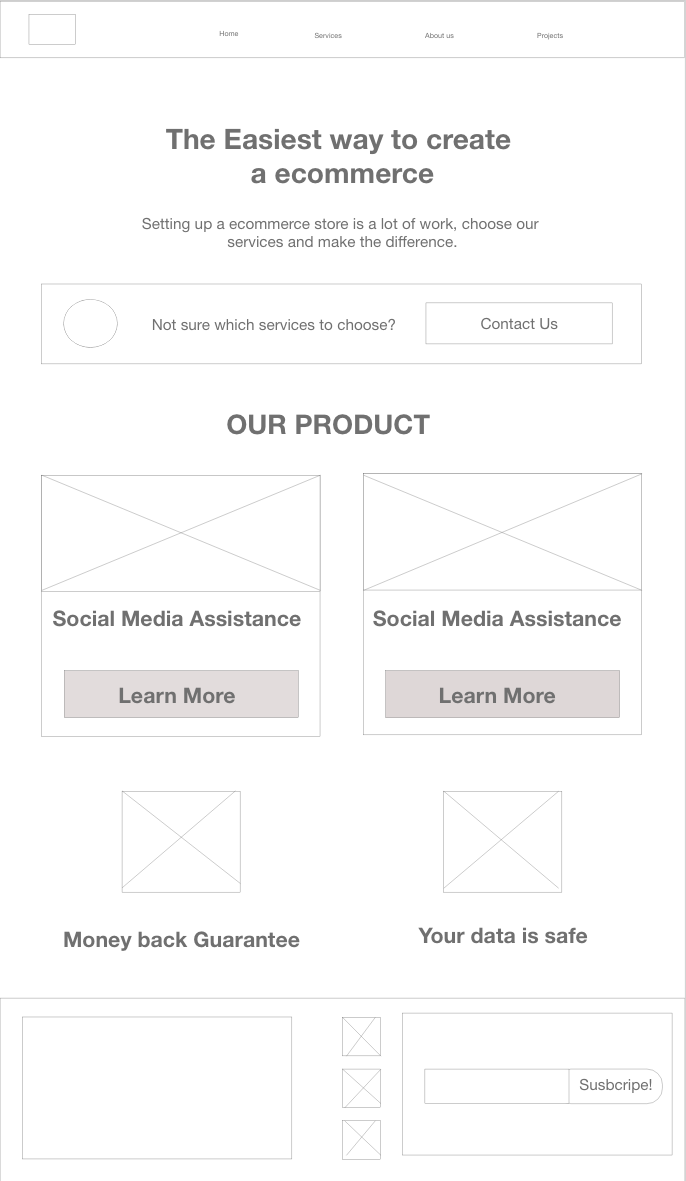 Home
Services
About us
Projects
The Easiest way to create
a ecommerce
Setting up a ecommerce store is a lot of work, choose our
services and make the difference.
Not sure which services to choose?
Contact Us
OUR PRODUCT
Social Media Assistance
Social Media Assistance
Learn More
Learn More
Money back Guarantee
Your data is safe
Susbcripe!